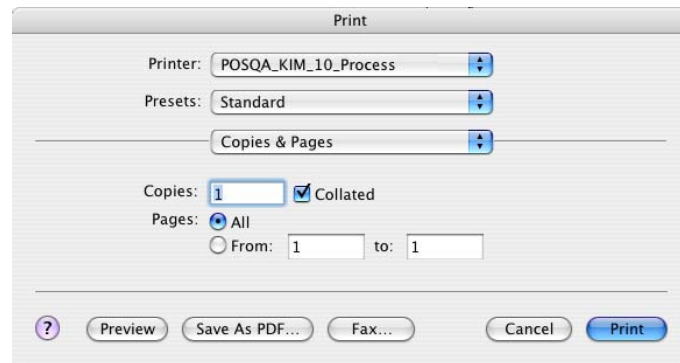 Print
Printer: POSQA_KIM_10_Process
Presets: Standard
Copies & Pages
Copies: 1 Collated
Pages: All
From: 1 to: 1
? Preview Save As PDF... Fax... Cancel Print